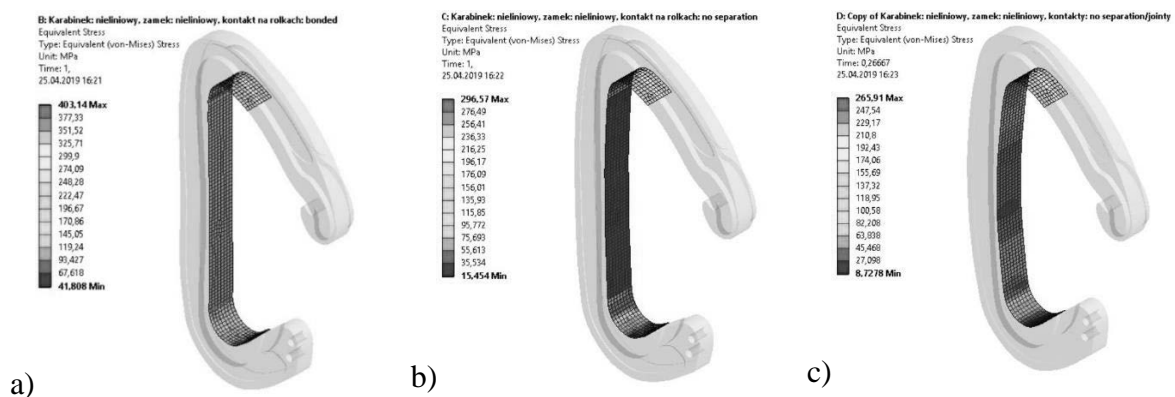 B: Karabinek: nieliniowy, zamek: nieliniowy, kontakt na rolkach: bonded
Equivalent Stress
Type: Equivalent (von-Mises) Stress
Unit: MPa
Time: 1,
25.04.2019 16:21
403,14 Max
377,33
351,52
325,71
299,9
274,09
248,28
222,47
196,67
170,86
145,05
119,24
93,427
67,618
41,808 Min
a)
C: Karabinek: nieliniowy, zamek: nieliniowy, kontakt na rolkach: no separation
Equivalent Stress
Type: Equivalent (von-Mises) Stress
Unit: MPa
Time: 1,
25.04.2019 16:22
296,57 Max
276,49
256,41
236,33
216,25
196,17
176,09
156,01
135,93
115,85
95,772
75,693
55,613
35,534
15,454 Min
b)
D: Copy of Karabinek: nieliniowy, zamek: nieliniowy, kontakty: no separation/jointy
Equivalent Stress
Type: Equivalent (von-Mises) Stress
Unit: MPa
Time: 0,26667
25.04.2019 16:23
265,91 Max
247,54
229,17
210,8
192,43
174,06
155,69
137,32
118,95
100,58
82,208
63,838
45,468
27,098
8,7278 Min
c)